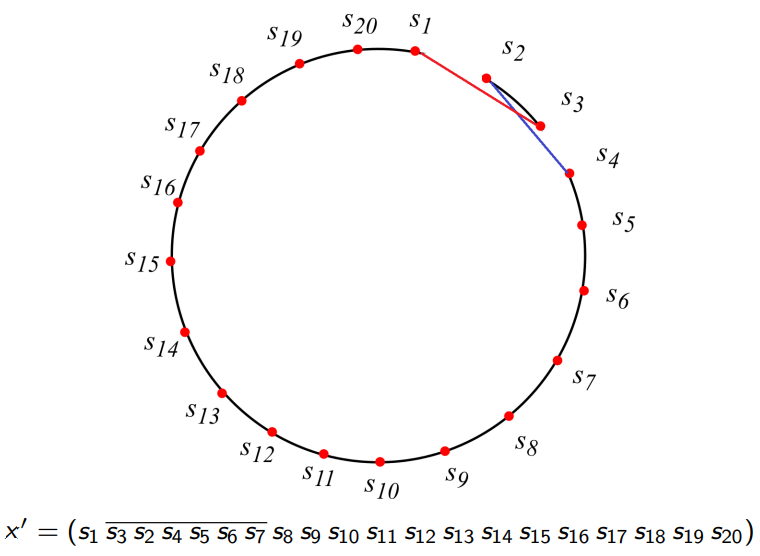 s1
s2
s3
s4
s5
s6
s7
s8
s9
s10
s11
s12
s13
s14
s15
s16
s17
s18
s19
s20
x′ = (s1 s3 s2 s4 s5 s6 s7 s8 s9 s10 s11 s12 s13 s14 s15 s16 s17 s18 s19 s20)